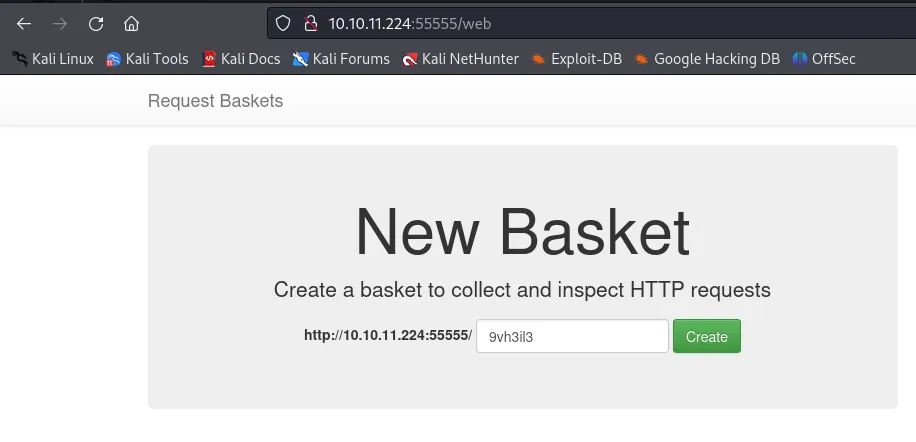 10.10.11.224:55555/web
Kali Linux Kali Tools Kali Docs Kali Forums Kali NetHunter Exploit-DB Google Hacking DB OffSec
Request Baskets
New Basket
Create a basket to collect and inspect HTTP requests
http://10.10.11.224:55555/ 9vh3il3 Create